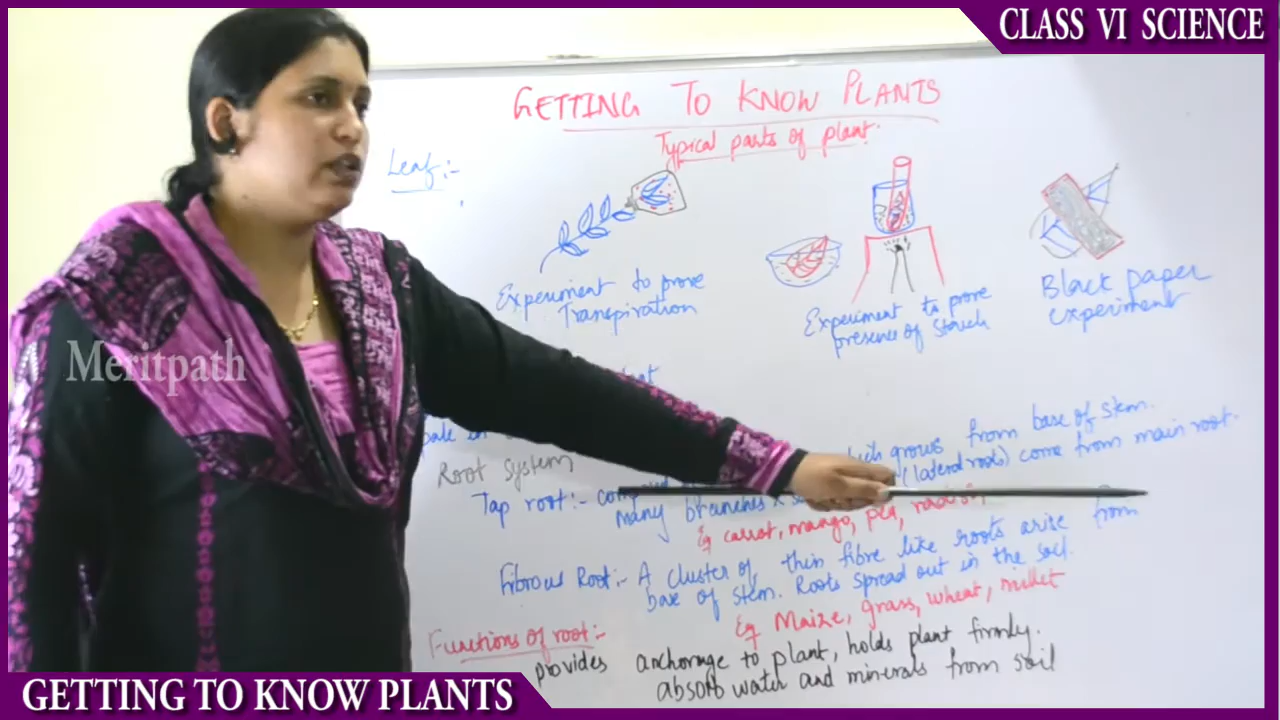 CLASS VI SCIENCE
GETTING TO KNOW PLANTS
Typical parts of plant.
Leaf:-
Experiment to prove
Transpiration
Experiment to prove
presence of starch
Black paper
experiment
Meritpath
Root System
grows from base of stem.
Tap root:- (lateral roots) come from main root.
many branches
Eg carrot, mango, pea, radish
Fibrous Root:- A cluster of thin fibre like roots arise from
base of stem. Roots spread out in the soil.
Eg Maize, grass, wheat, millet
Functions of root:-
provides anchorage to plant, holds plant firmly.
absorb water and minerals from soil
GETTING TO KNOW PLANTS